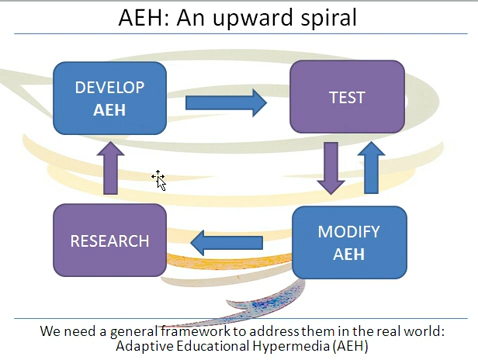 AEH: An upward spiral
DEVELOP
AEH
TEST
RESEARCH
MODIFY
AEH
We need a general framework to address them in the real world:
Adaptive Educational Hypermedia (AEH)